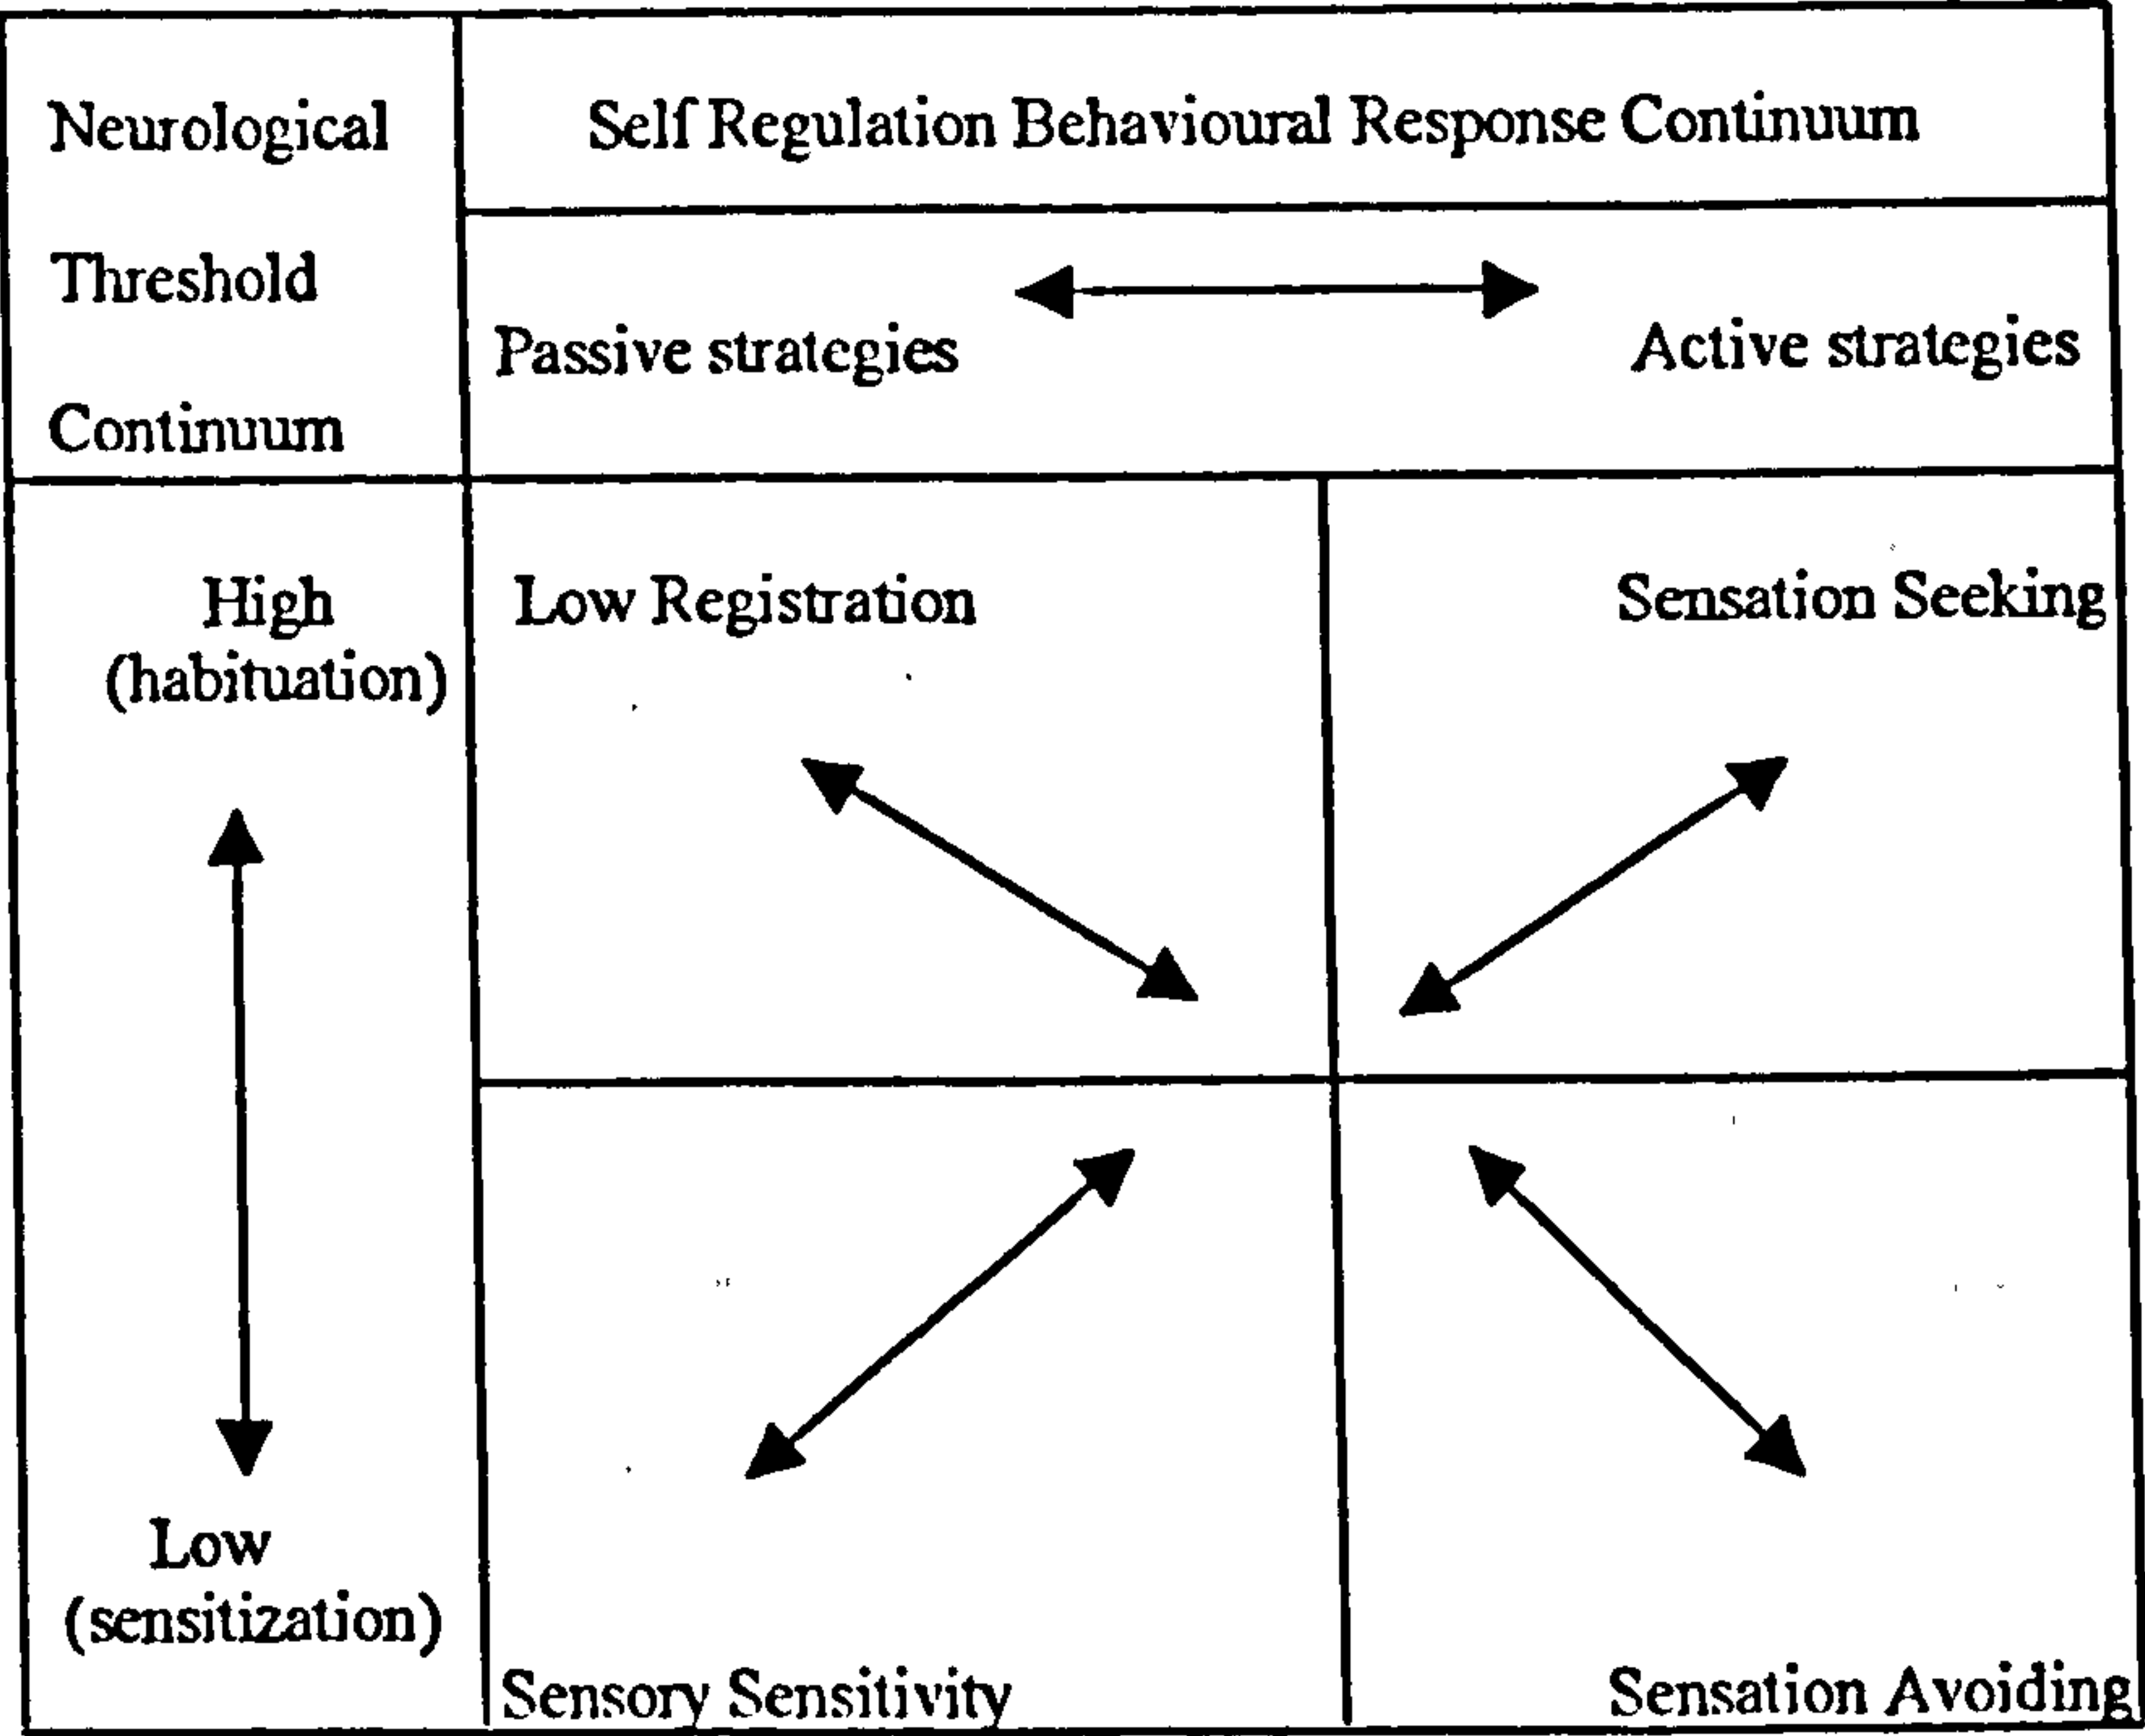 Neurological
Threshold
Continuum
Self Regulation Behavioural Response Continuum
Passive strategies
Active strategies
High
(habituation)
Low Registration
Sensation Seeking
Low
(sensitization)
Sensory Sensitivity
Sensation Avoiding